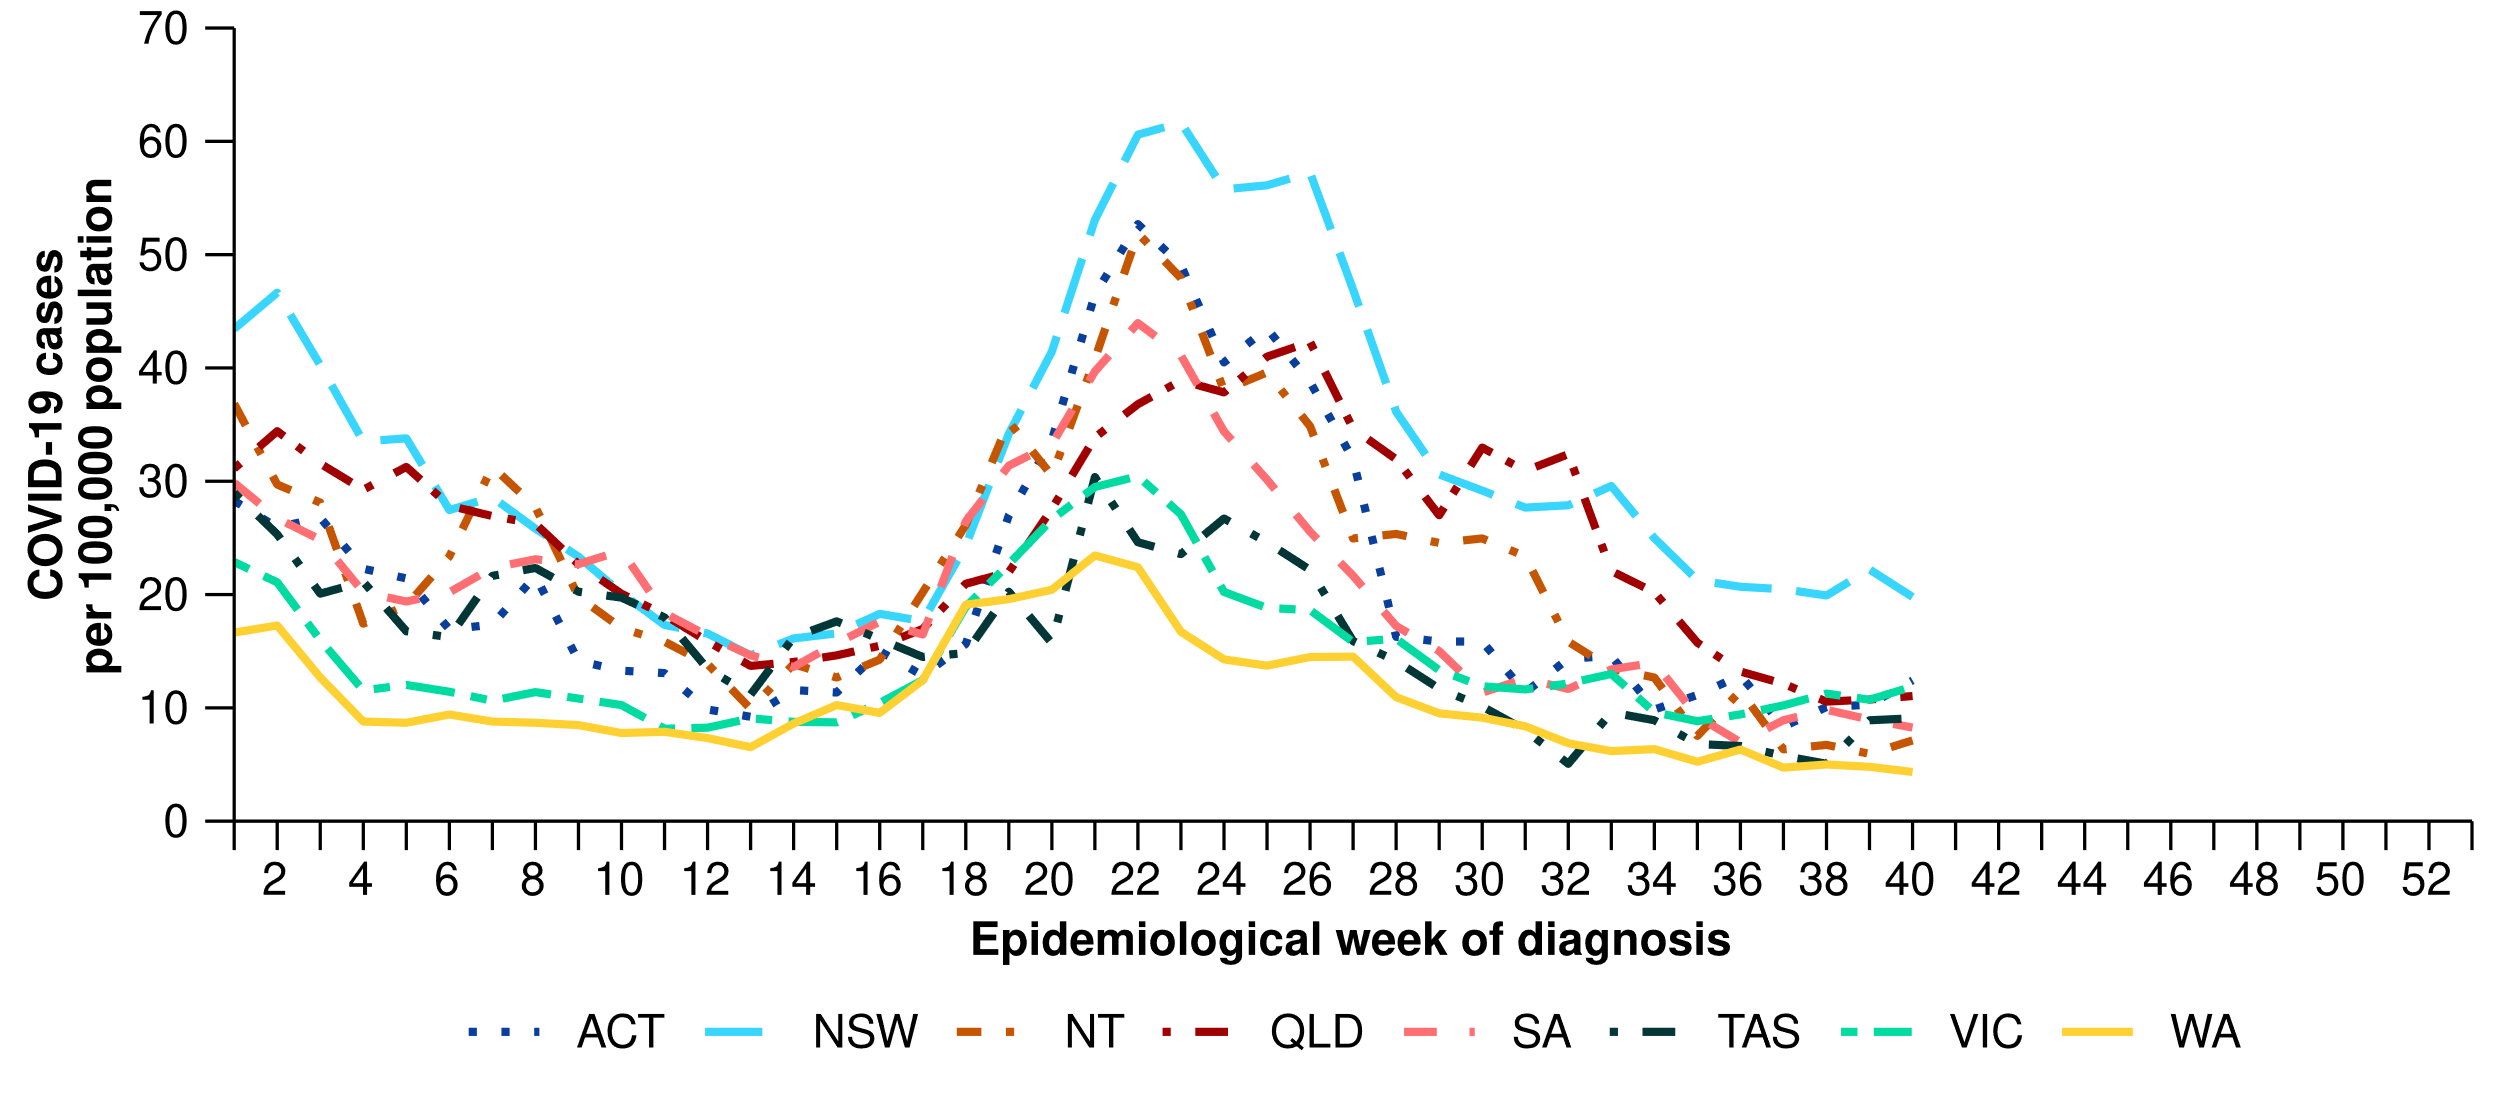 COVID-19 cases
per 100,000 population
70
60
50
40
30
20
10
0
2 4 6 8 10 12 14 16 18 20 22 24 26 28 30 32 34 36 38 40 42 44 46 48 50 52
Epidemiological week of diagnosis
ACT NSW NT QLD SA TAS VIC WA